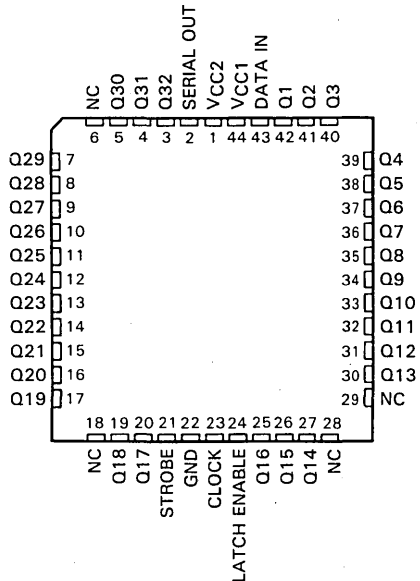 NC
Q30
Q31
Q32
SERIAL OUT
VCC2
VCC1
DATA IN
Q1
Q2
Q3
6 5 4 3 2 1 44 43 42 41 40
Q29 7
Q28 8
Q27 9
Q26 10
Q25 11
Q24 12
Q23 13
Q22 14
Q21 15
Q20 16
Q19 17
39 Q4
38 Q5
37 Q6
36 Q7
35 Q8
34 Q9
33 Q10
32 Q11
31 Q12
30 Q13
29 NC
18 19 20 21 22 23 24 25 26 27 28
NC
Q18
Q17
STROBE
GND
CLOCK
LATCH ENABLE
Q16
Q15
Q14
NC